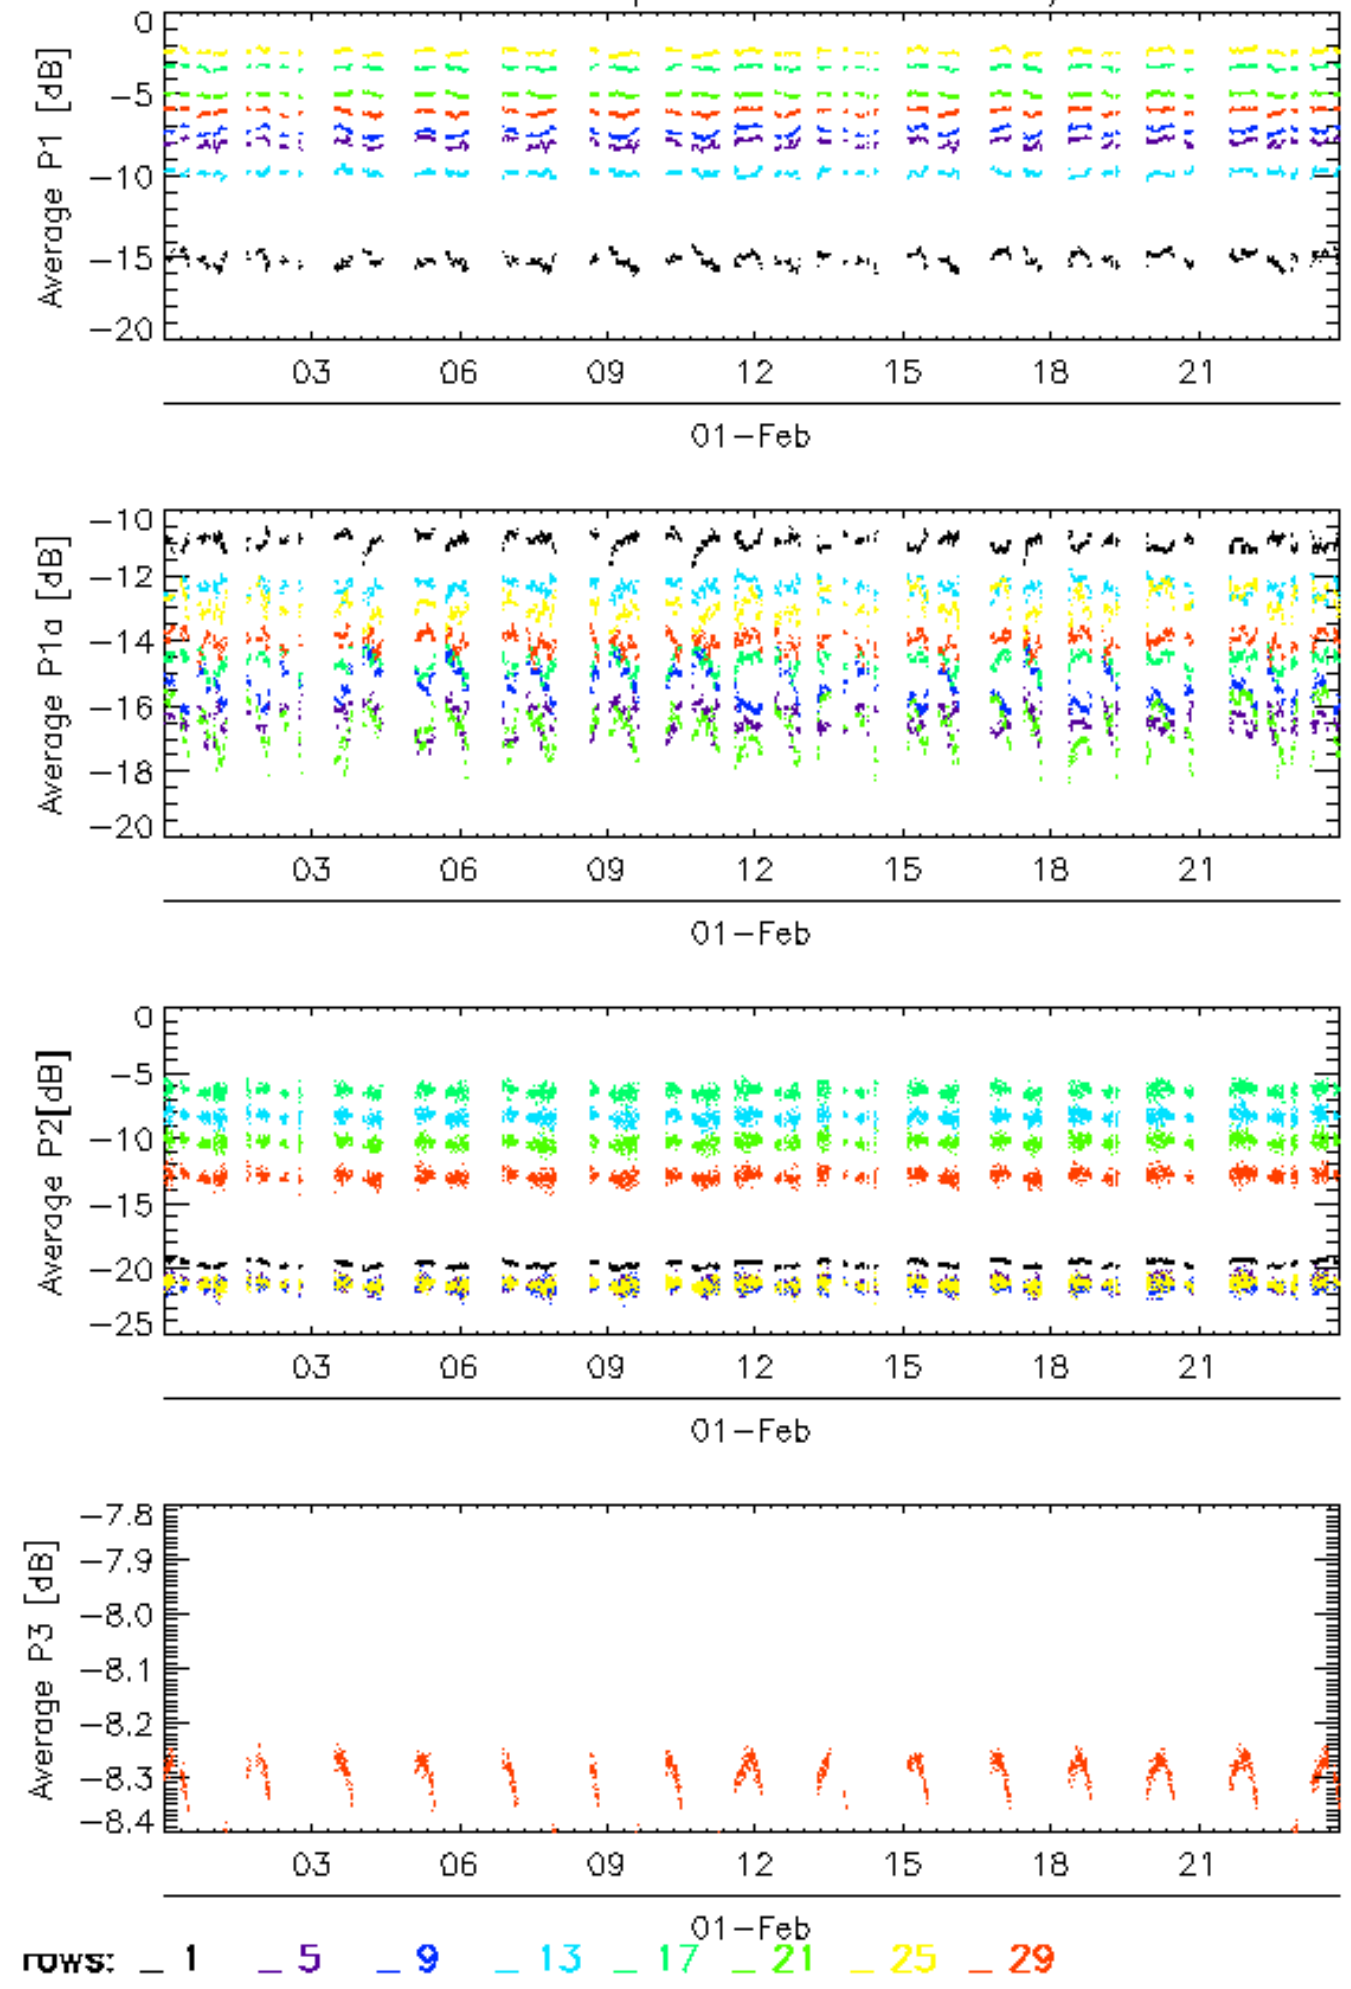 0
−5
−10
−15
−20
Average P1 [dB]
03 06 09 12 15 18 21
01−Feb
−10
−12
−14
−16
−18
−20
Average P1a [dB]
03 06 09 12 15 18 21
01−Feb
0
−5
−10
−15
−20
−25
Average P2[dB]
03 06 09 12 15 18 21
01−Feb
−7.8
−7.9
−8.0
−8.1
−8.2
−8.3
−8.4
Average P3 [dB]
03 06 09 12 15 18 21
01−Feb
rows: _ 1 _ 5 _ 9 _ 13 _ 17 _ 21 _ 25 _ 29